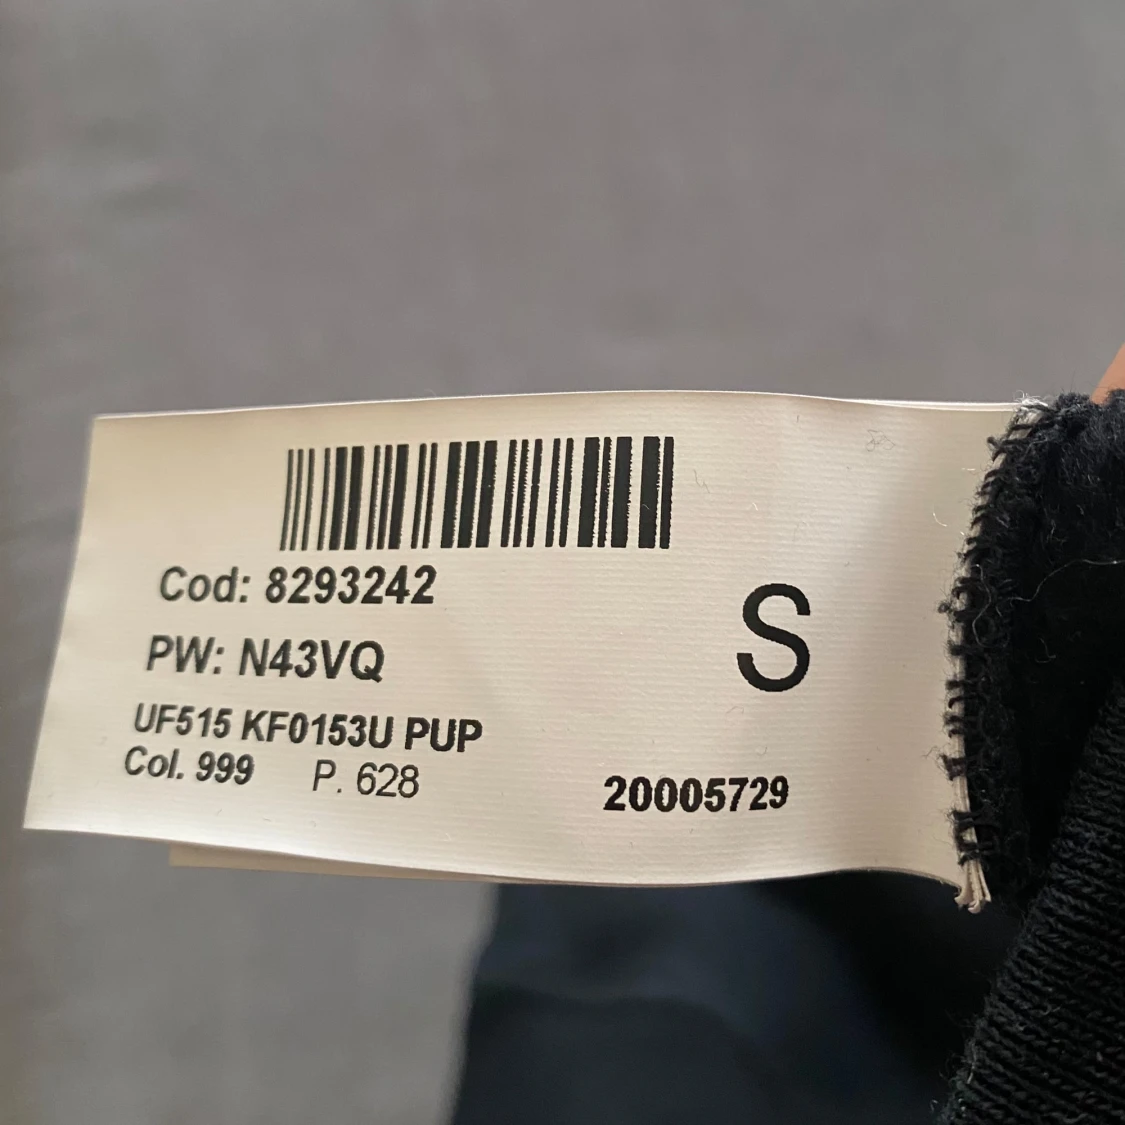 Cod: 8293242
PW: N43VQ
S
UF515 KF0153U PUP
Col. 999 P. 628
20005729